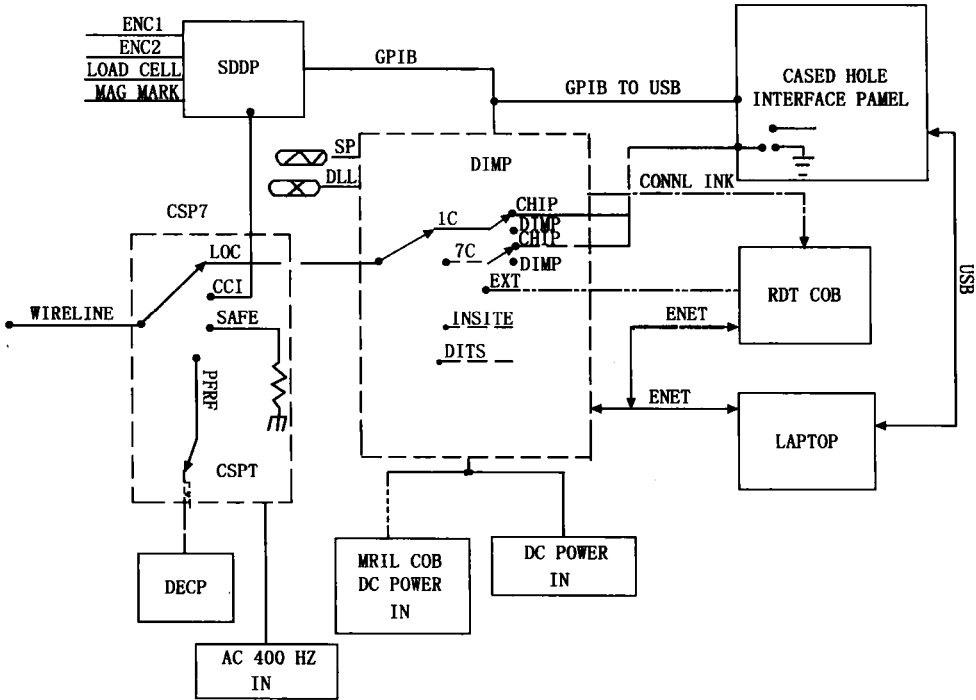 ENC1
ENC2
LOAD CELL
MAG MARK
SDDP
GPIB
GPIB TO USB
CASED HOLE
INTERFACE PAMEL
SP
DLL
DIMP
CONNL INK
CSP7
1C
CHIP
DIMP
CHIP
7C
DIMP
LOC
CCI
EXT
RDT COB
USB
WIRELINE
SAFE
INSITE
ENET
DITS
PFRF
ENET
LAPTOP
CSPT
DECP
MRIL COB
DC POWER
IN
DC POWER
IN
AC 400 HZ
IN